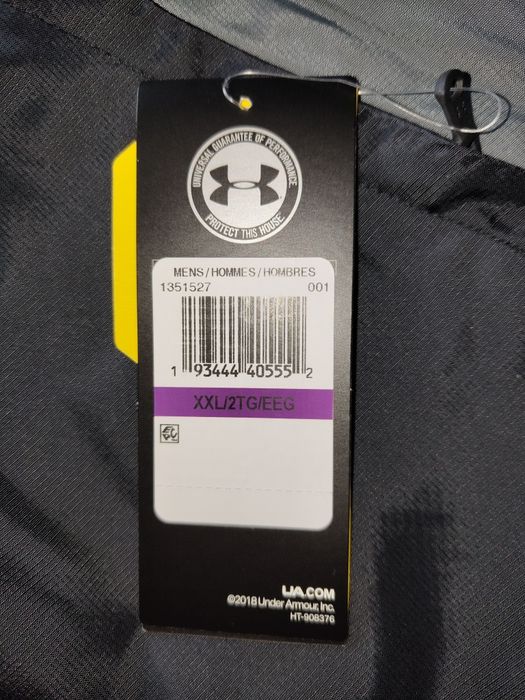 UNIVERSAL GUARANTEE OF PERFORMANCE
PROTECT THIS HOUSE.
MENS/HOMMES/HOMBRES
1351527 001
1 93444 40555 2
XXL/2TG/EEG
UA.COM
©2018 Under Armour, Inc.
HT-908376